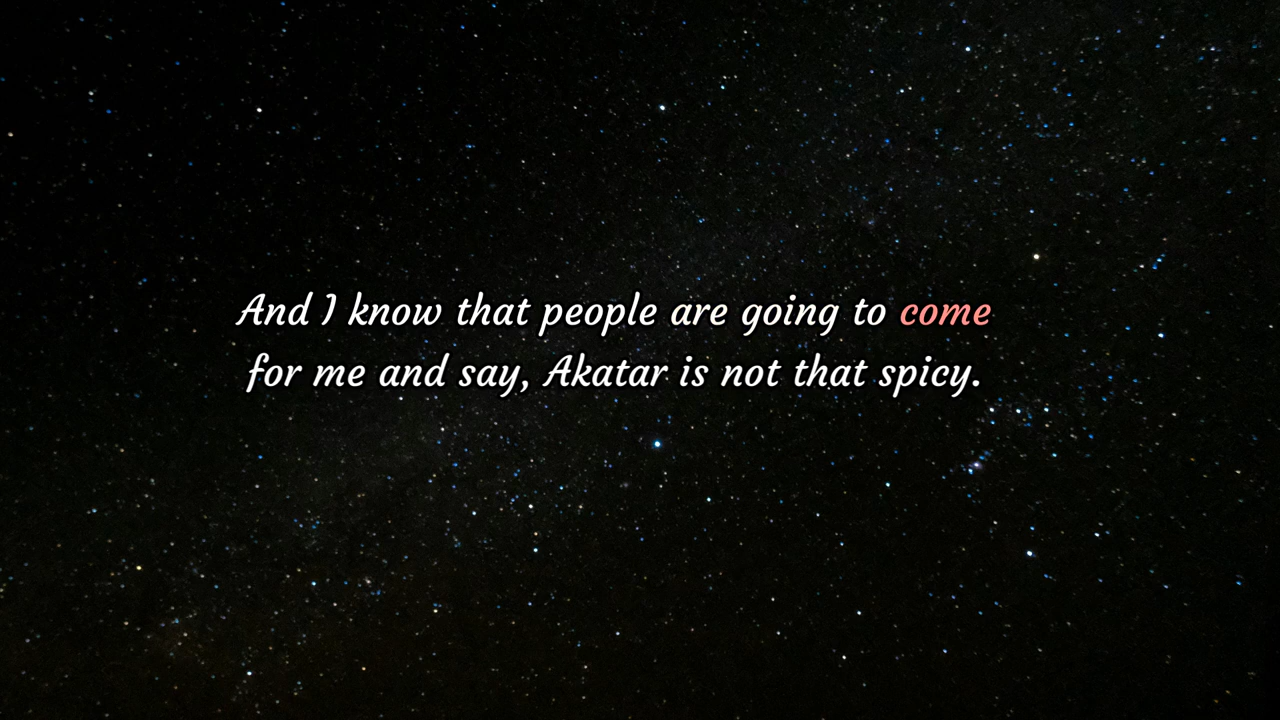 And I know that people are going to come
for me and say, Akatar is not that spicy.